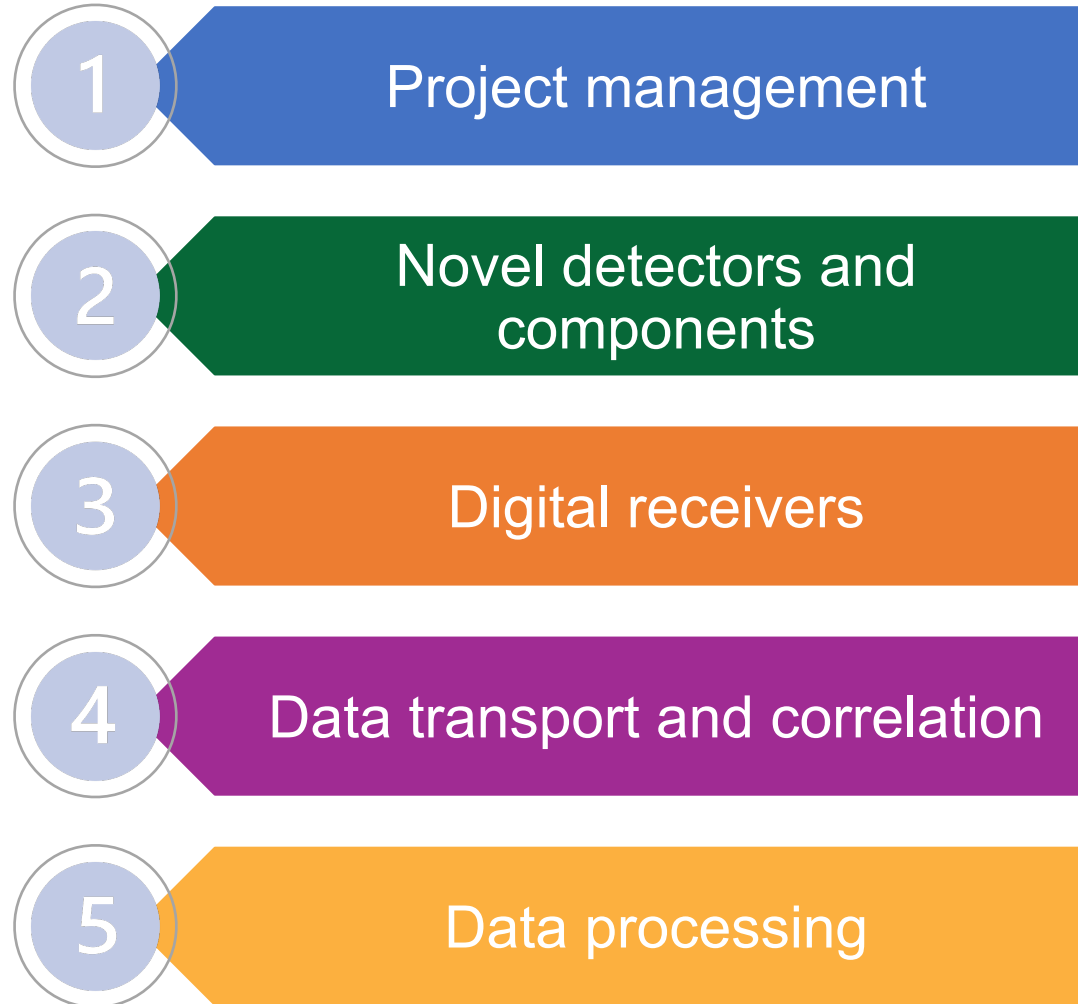 1
Project management
2
Novel detectors and
components
3
Digital receivers
4
Data transport and correlation
5
Data processing